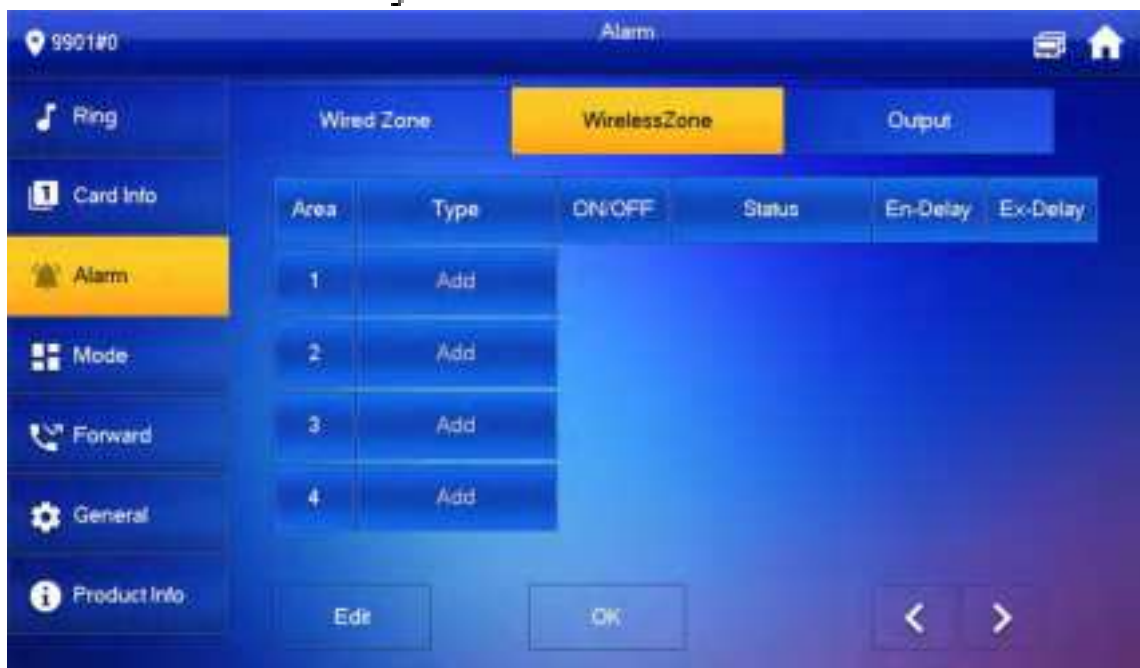 9901#0
Alarm
Ring
Wired Zone
WirelessZone
Output
Card Info
Area
Type
ON/OFF
Status
En-Delay
Ex-Delay
Alarm
1
Add
Mode
2
Add
Forward
3
Add
General
4
Add
Product Info
Edit
OK